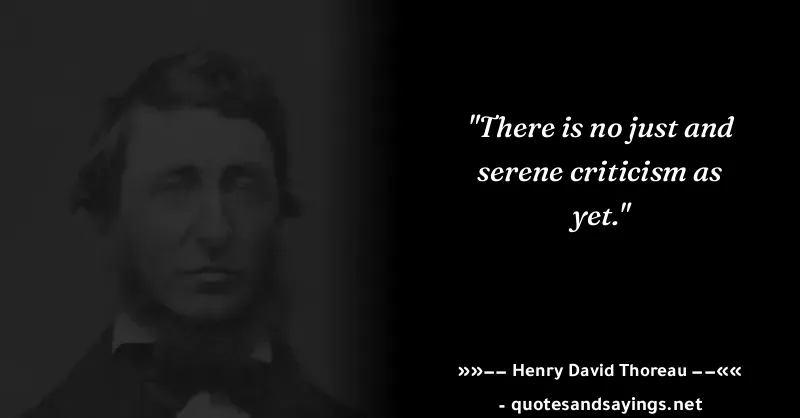 "There is no just and
serene criticism as
yet."
»»–– Henry David Thoreau ––««
- quotesandsayings.net